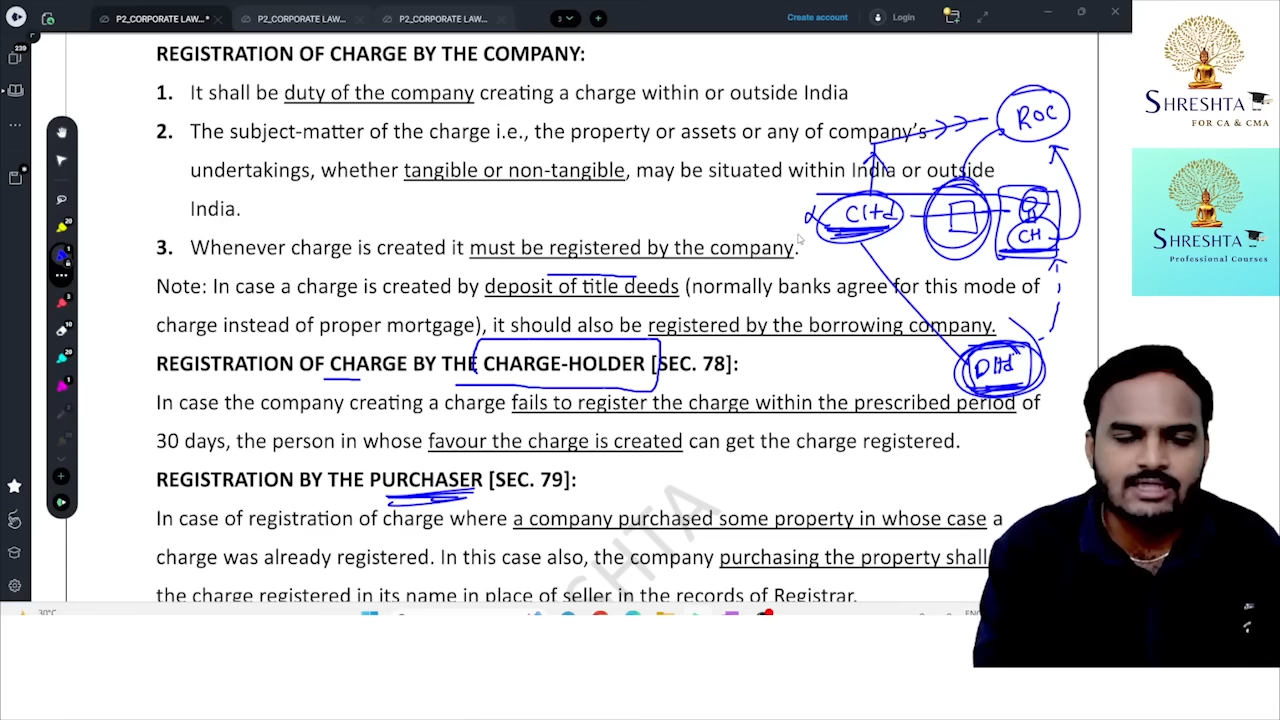 P2_CORPORATE LAW...*
P2_CORPORATE LAW...
P2_CORPORATE LAW...
3
Create account
Login
239
REGISTRATION OF CHARGE BY THE COMPANY:
1. It shall be duty of the company creating a charge within or outside India
2. The subject-matter of the charge i.e., the property or assets or any of company's
undertakings, whether tangible or non-tangible, may be situated within India or outside
India.
3. Whenever charge is created it must be registered by the company.
Note: In case a charge is created by deposit of title deeds (normally banks agree for this mode of
charge instead of proper mortgage), it should also be registered by the borrowing company.
REGISTRATION OF CHARGE BY THE CHARGE-HOLDER [SEC. 78]:
In case the company creating a charge fails to register the charge within the prescribed period of
30 days, the person in whose favour the charge is created can get the charge registered.
REGISTRATION BY THE PURCHASER [SEC. 79]:
In case of registration of charge where a company purchased some property in whose case a
charge was already registered. In this case also, the company purchasing the property shall
the charge registered in its name in place of seller in the records of Registrar.
ROC
C ltd
CH
D ltd
20
1
3
10
20
1
SHRESHTA
FOR CA & CMA
SHRESHTA
Professional Courses
SHTA
30°C